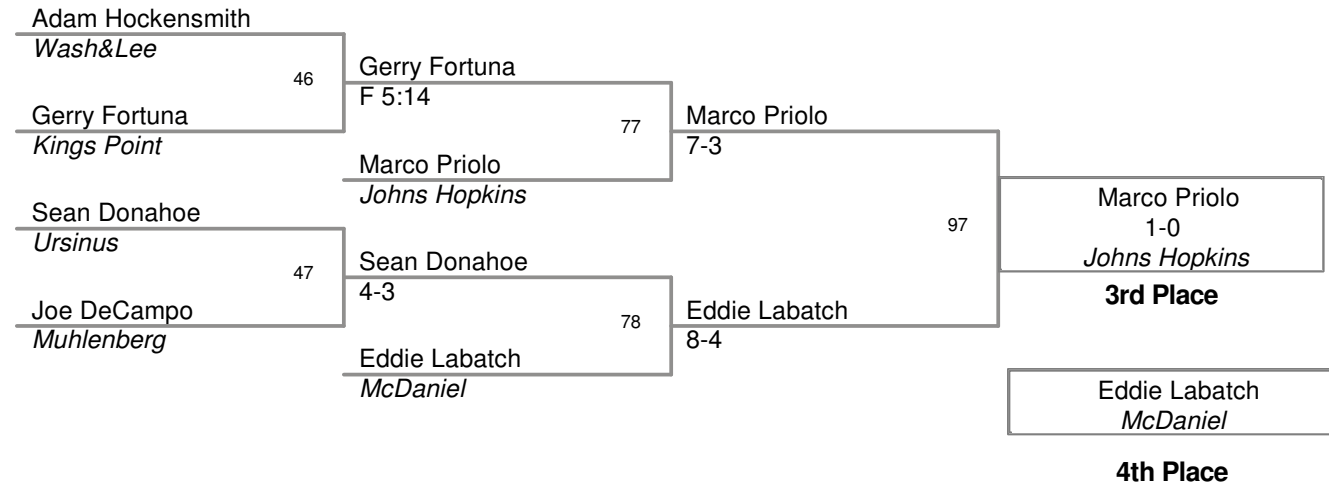 Adam Hockensmith
Wash&Lee
46
Gerry Fortuna
Kings Point
Sean Donahoe
Ursinus
47
Joe DeCampo
Muhlenberg
Gerry Fortuna
F 5:14
77
Marco Priolo
Johns Hopkins
Sean Donahoe
4-3
78
Eddie Labatch
McDaniel
Marco Priolo
7-3
97
Eddie Labatch
8-4
Marco Priolo
1-0
Johns Hopkins
3rd Place
Eddie Labatch
McDaniel
4th Place